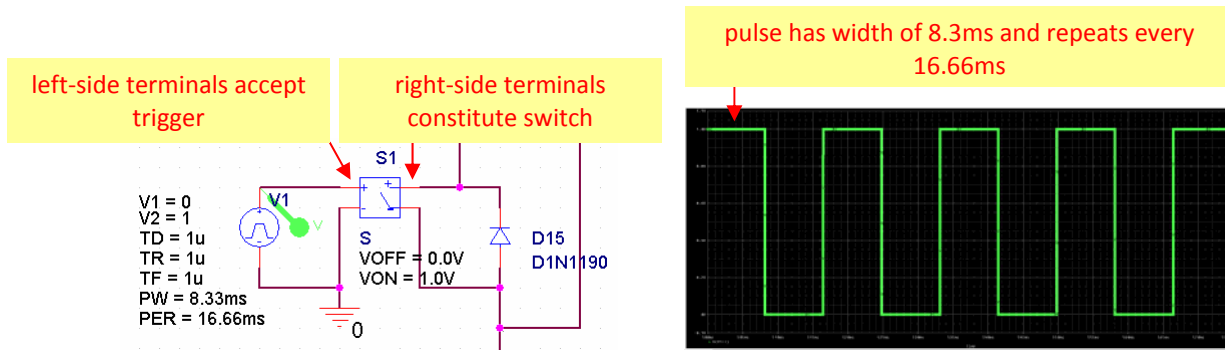 left-side terminals accept
trigger
right-side terminals
constitute switch
pulse has width of 8.3ms and repeats every
16.66ms
S1
V1
V
V1 = 0
V2 = 1
TD = 1u
TR = 1u
TF = 1u
PW = 8.33ms
PER = 16.66ms
+
-
+
S
VOFF = 0.0V
VON = 1.0V
D15
D1N1190
0